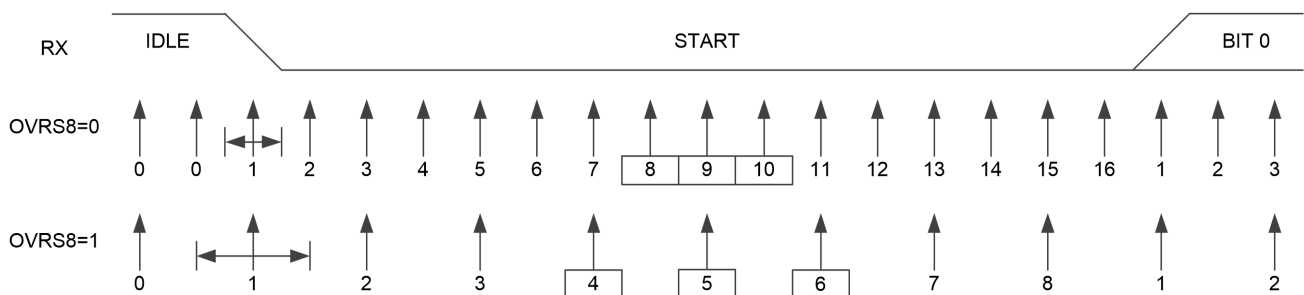 RX IDLE START BIT 0
OVRS8=0
0 0 1 2 3 4 5 6 7 8 9 10 11 12 13 14 15 16 1 2 3
OVRS8=1
0 1 2 3 4 5 6 7 8 1 2